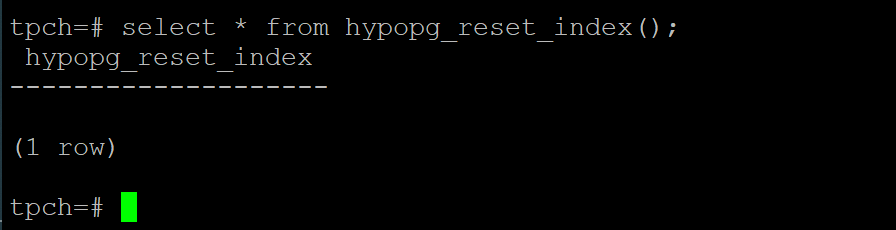 tpch=# select * from hypopg_reset_index();
 hypopg_reset_index
--------------------
(1 row)
tpch=#